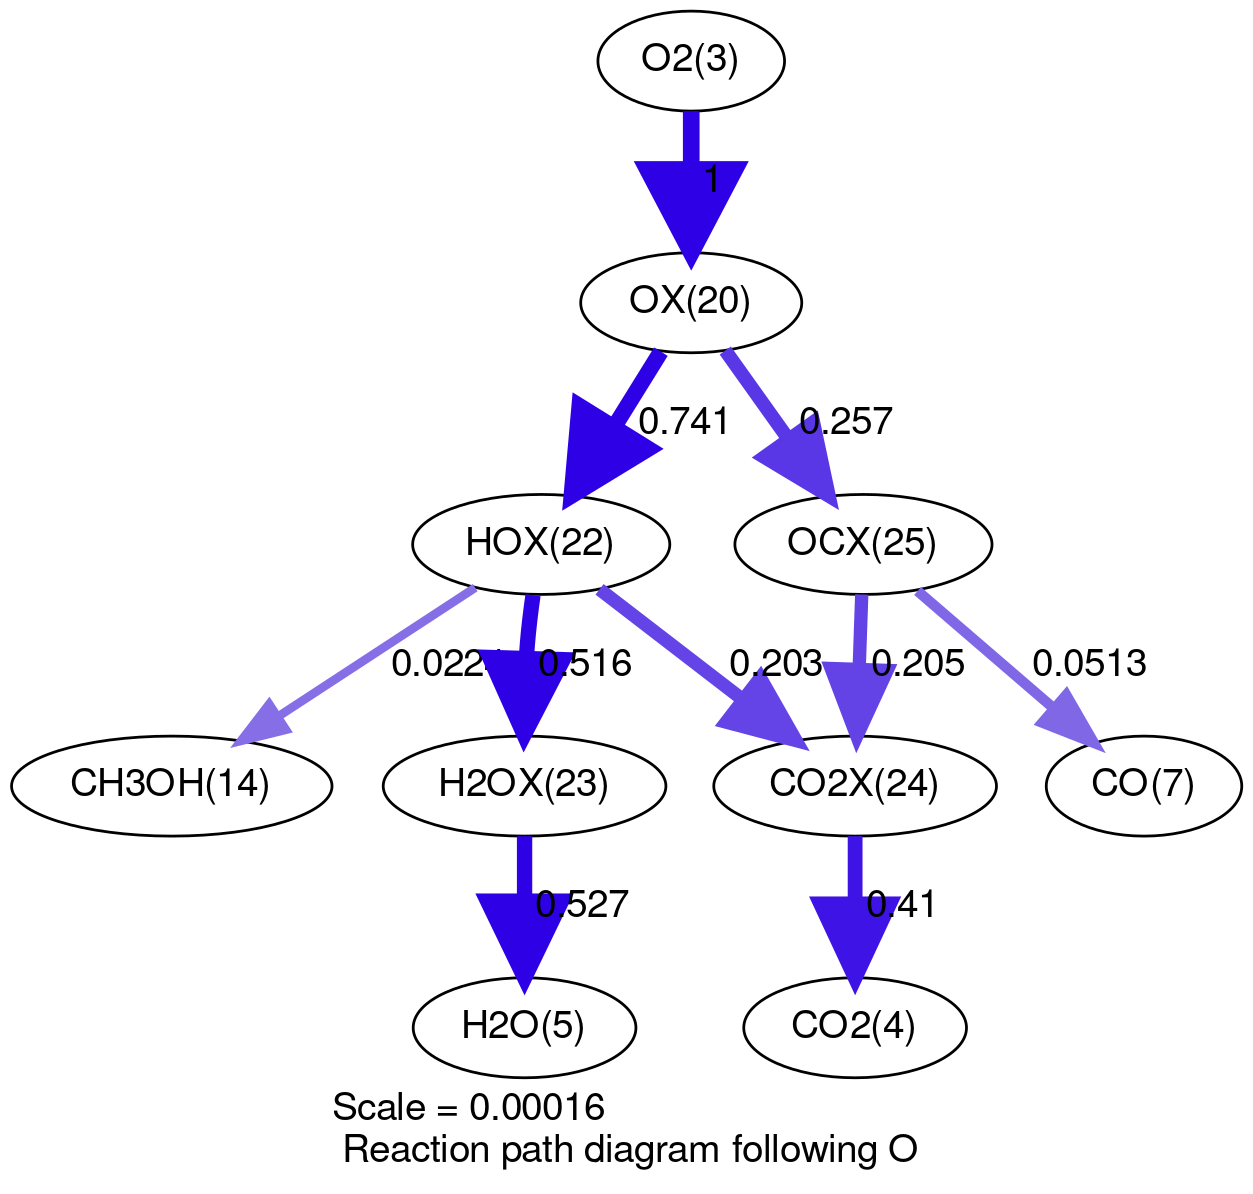 O2(3)
1
OX(20)
0.741
0.257
HOX(22)
OCX(25)
0.516
0.203
0.205
0.0513
CH3OH(14)
H2OX(23)
CO2X(24)
CO(7)
0.527
0.41
H2O(5)
CO2(4)
Scale = 0.00016
Reaction path diagram following O